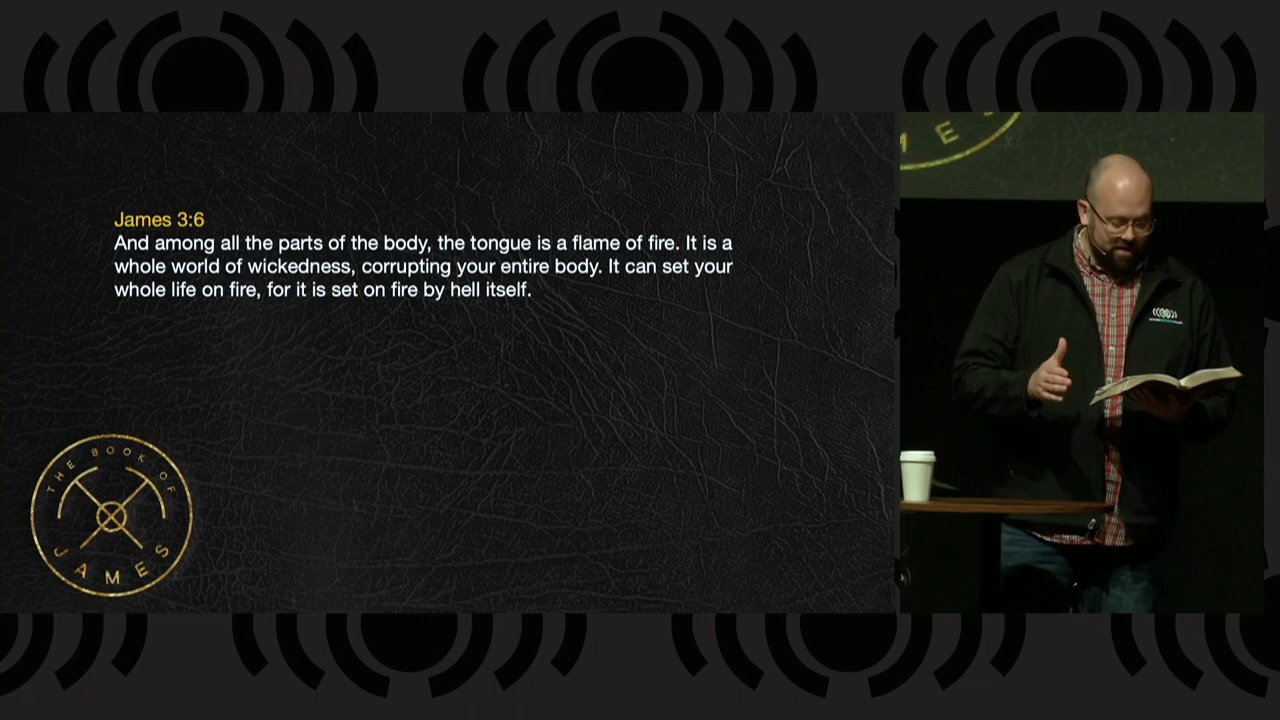 James 3:6
And among all the parts of the body, the tongue is a flame of fire. It is a
whole world of wickedness, corrupting your entire body. It can set your
whole life on fire, for it is set on fire by hell itself.
THE BOOK OF
JAMES
M E S